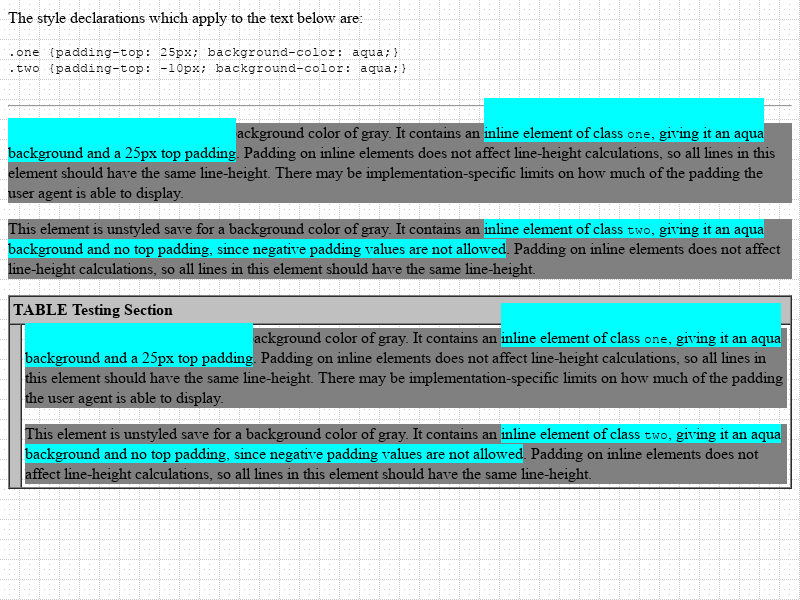 The style declarations which apply to the text below are:
.one {padding-top: 25px; background-color: aqua;}
.two {padding-top: -10px; background-color: aqua;}
ackground color of gray. It contains an inline element of class one, giving it an aqua
background and a 25px top padding. Padding on inline elements does not affect line-height calculations, so all lines in this
element should have the same line-height. There may be implementation-specific limits on how much of the padding the
user agent is able to display.
This element is unstyled save for a background color of gray. It contains an inline element of class two, giving it an aqua
background and no top padding, since negative padding values are not allowed. Padding on inline elements does not affect
line-height calculations, so all lines in this element should have the same line-height.
TABLE Testing Section
ackground color of gray. It contains an inline element of class one, giving it an aqua
background and a 25px top padding. Padding on inline elements does not affect line-height calculations, so all lines in
this element should have the same line-height. There may be implementation-specific limits on how much of the padding
the user agent is able to display.
This element is unstyled save for a background color of gray. It contains an inline element of class two, giving it an aqua
background and no top padding, since negative padding values are not allowed. Padding on inline elements does not
affect line-height calculations, so all lines in this element should have the same line-height.